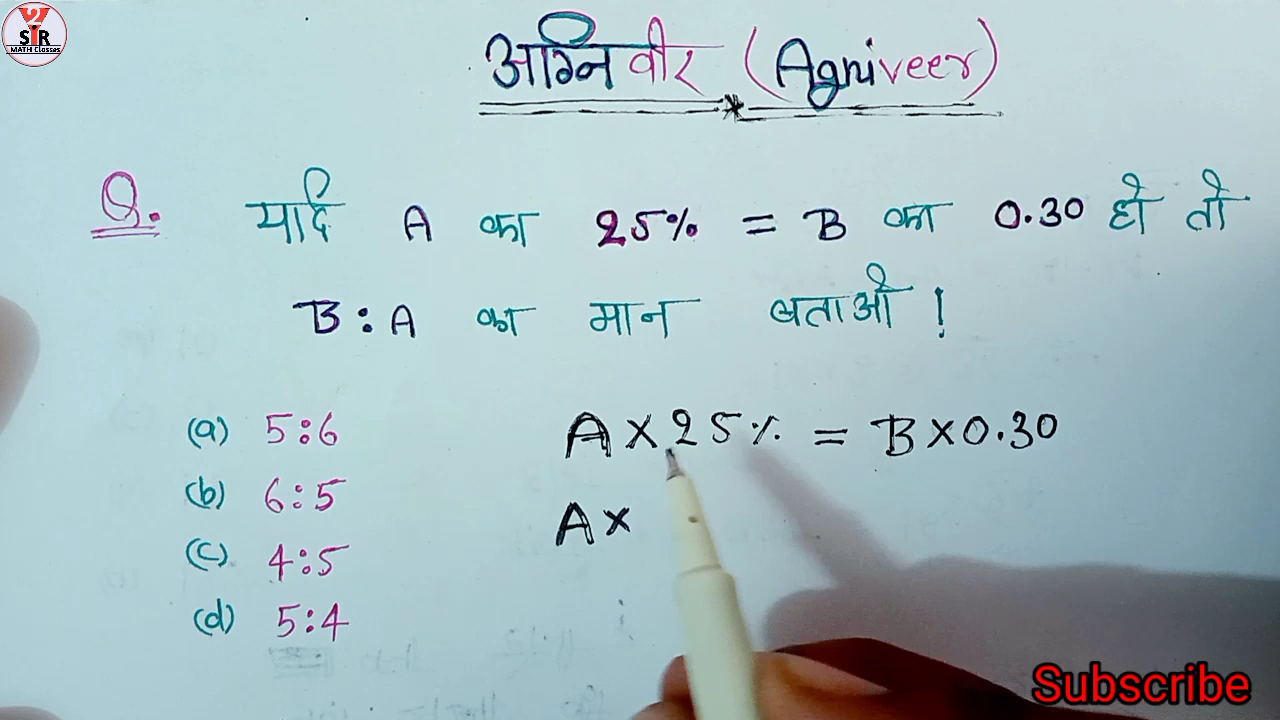 2
SIR
MATH Classes
अग्निवीर (Agniveer)
Q. यदि A का 25% = B का 0.30 हो तो
B:A का मान बताओ !
(a) 5:6
(b) 6:5
(c) 4:5
(d) 5:4
A×25% = B×0.30
A×
Subscribe